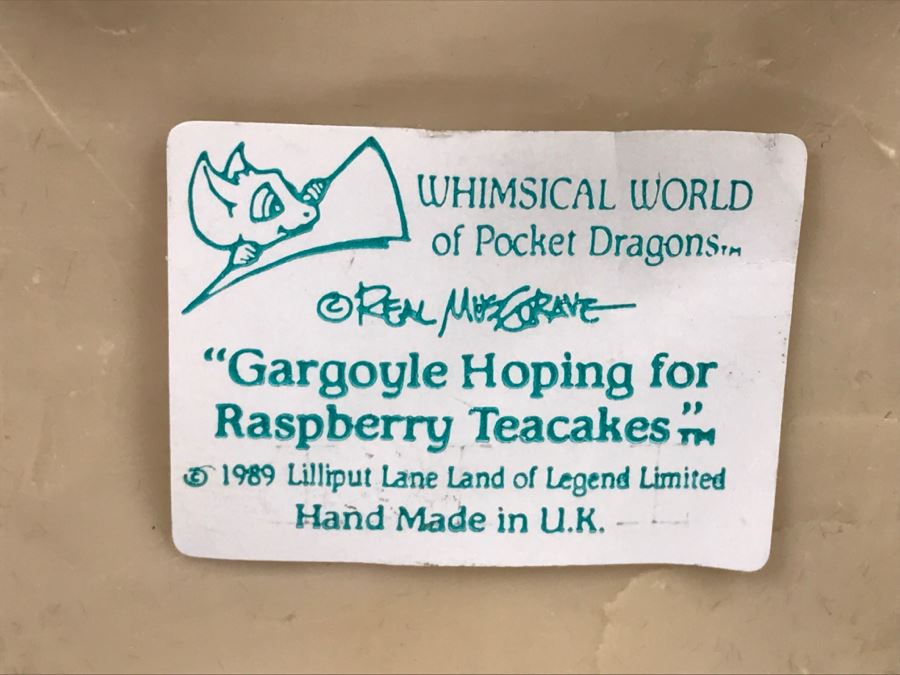 WHIMSICAL WORLD
of Pocket Dragons™
© REAL MUSGRAVE
"Gargoyle Hoping for
Raspberry Teacakes"™
© 1989 Lilliput Lane Land of Legend Limited
Hand Made in U.K.